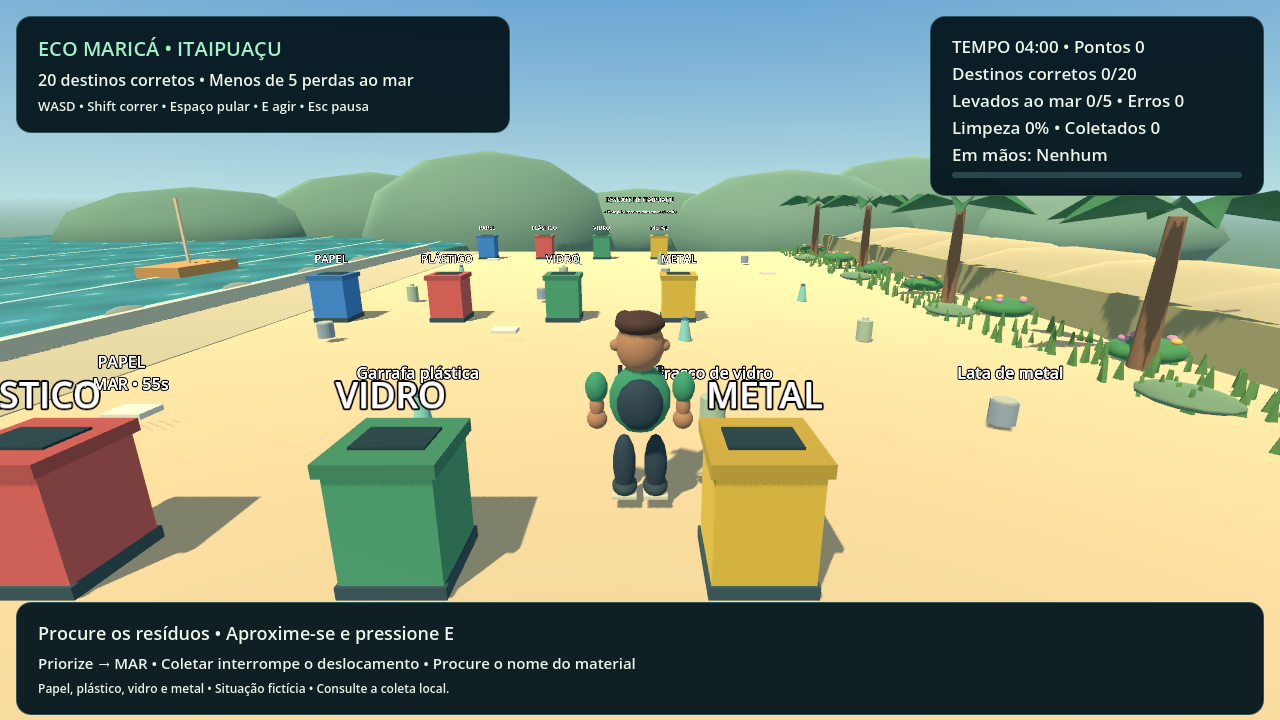 ECO MARICÁ • ITAIPUAÇU
20 destinos corretos • Menos de 5 perdas ao mar
WASD • Shift correr • Espaço pular • E agir • Esc pausa
TEMPO 04:00 • Pontos 0
Destinos corretos 0/20
Levados ao mar 0/5 • Erros 0
Limpeza 0% • Coletados 0
Em mãos: Nenhum
PAPEL
PLÁSTICO
VIDRO
METAL
PAPEL
MAR • 55s
Garrafa plástica
de vidro
Lata de metal
STICO
VIDRO
METAL
Procure os resíduos • Aproxime-se e pressione E
Priorize → MAR • Coletar interrompe o deslocamento • Procure o nome do material
Papel, plástico, vidro e metal • Situação fictícia • Consulte a coleta local.